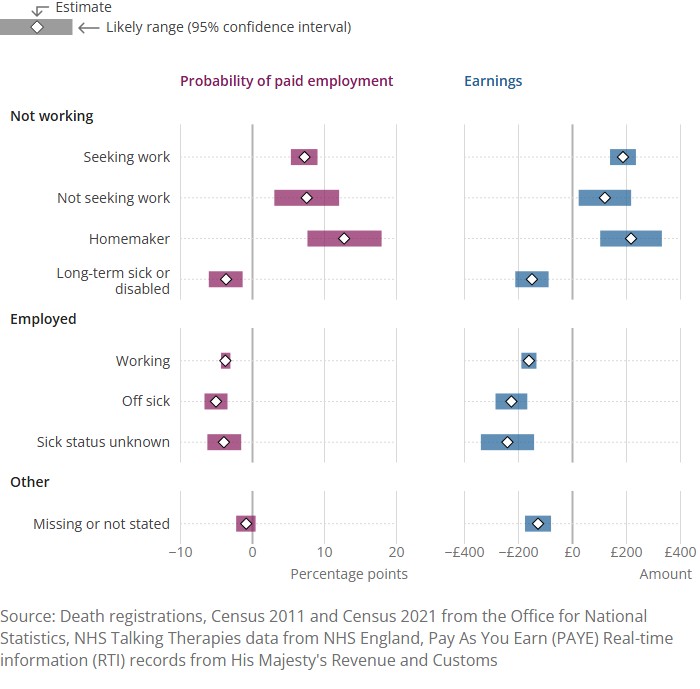 Estimate
Likely range (95% confidence interval)
Probability of paid employment
Earnings
Not working
Seeking work
Not seeking work
Homemaker
Long-term sick or
disabled
Employed
Working
Off sick
Sick status unknown
Other
Missing or not stated
−10 0 10 20
−£400 −£200 £0 £200 £400
Percentage points
Amount
Source: Death registrations, Census 2011 and Census 2021 from the Office for National
Statistics, NHS Talking Therapies data from NHS England, Pay As You Earn (PAYE) Real-time
information (RTI) records from His Majesty's Revenue and Customs